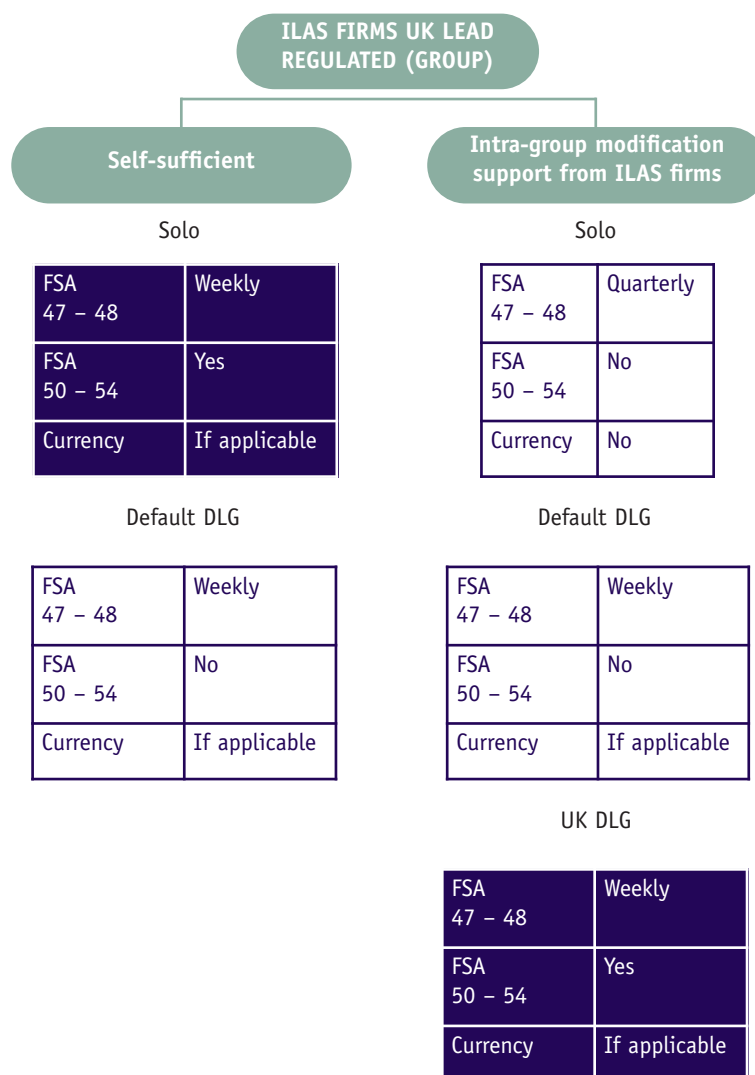 ILAS FIRMS UK LEAD
REGULATED (GROUP)
Self-sufficient
Intra-group modification
support from ILAS firms
Solo
FSA
47 – 48
Weekly
FSA
50 – 54
Yes
Currency
If applicable
Default DLG
FSA
47 – 48
Weekly
FSA
50 – 54
No
Currency
If applicable
Solo
FSA
47 – 48
Quarterly
FSA
50 – 54
No
Currency
No
Default DLG
FSA
47 – 48
Weekly
FSA
50 – 54
No
Currency
If applicable
UK DLG
FSA
47 – 48
Weekly
FSA
50 – 54
Yes
Currency
If applicable